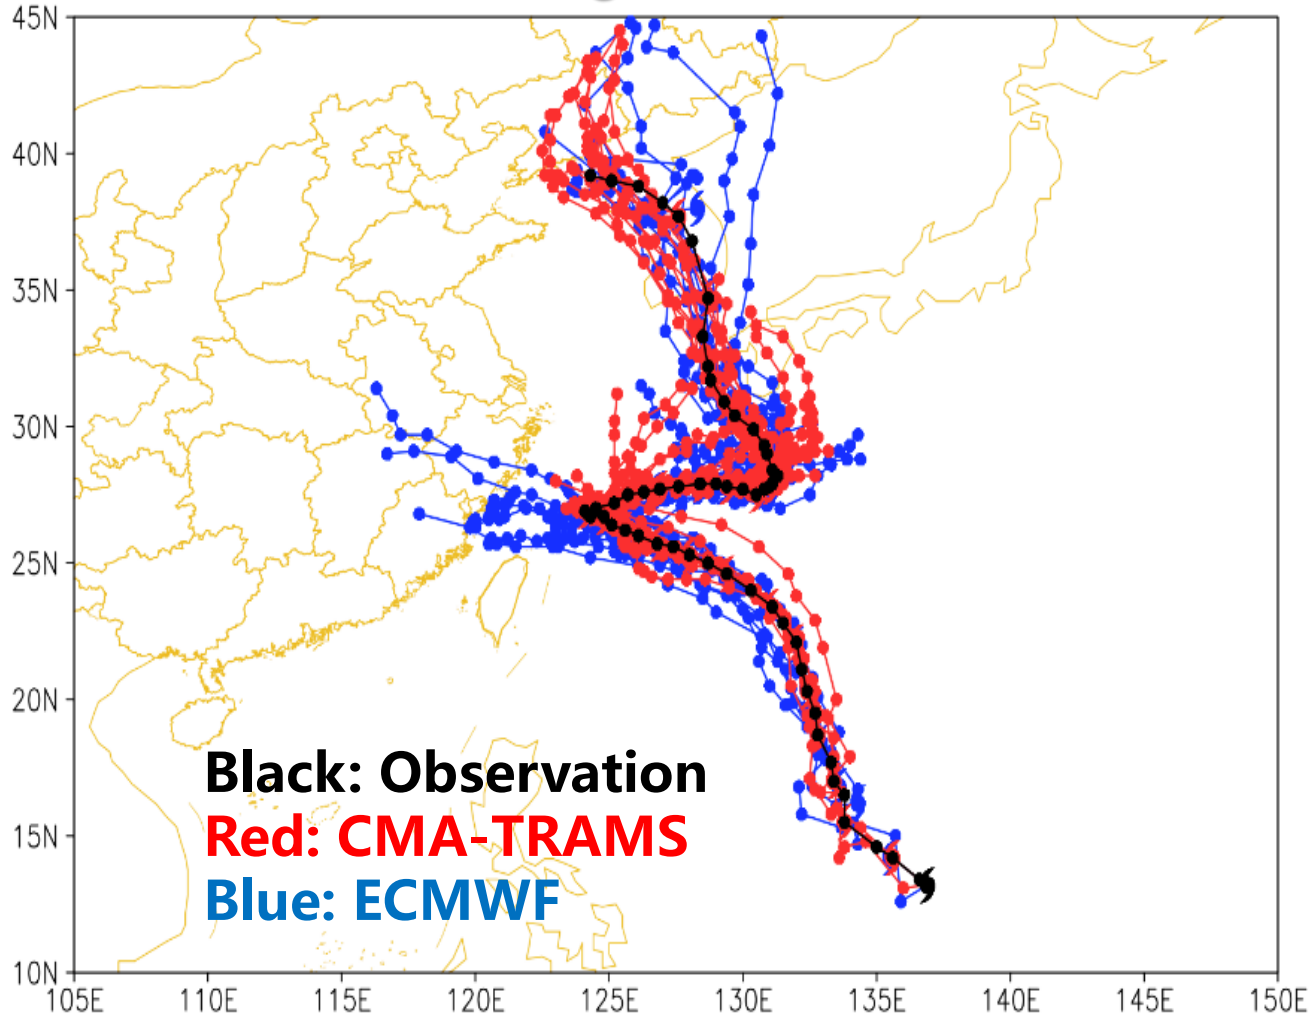 45N
40N
35N
30N
25N
20N
Black: Observation
15N
Red: CMA-TRAMS
Blue: ECMWF
10N
105E 110E 115E 120E 125E 130E 135E 140E 145E 150E